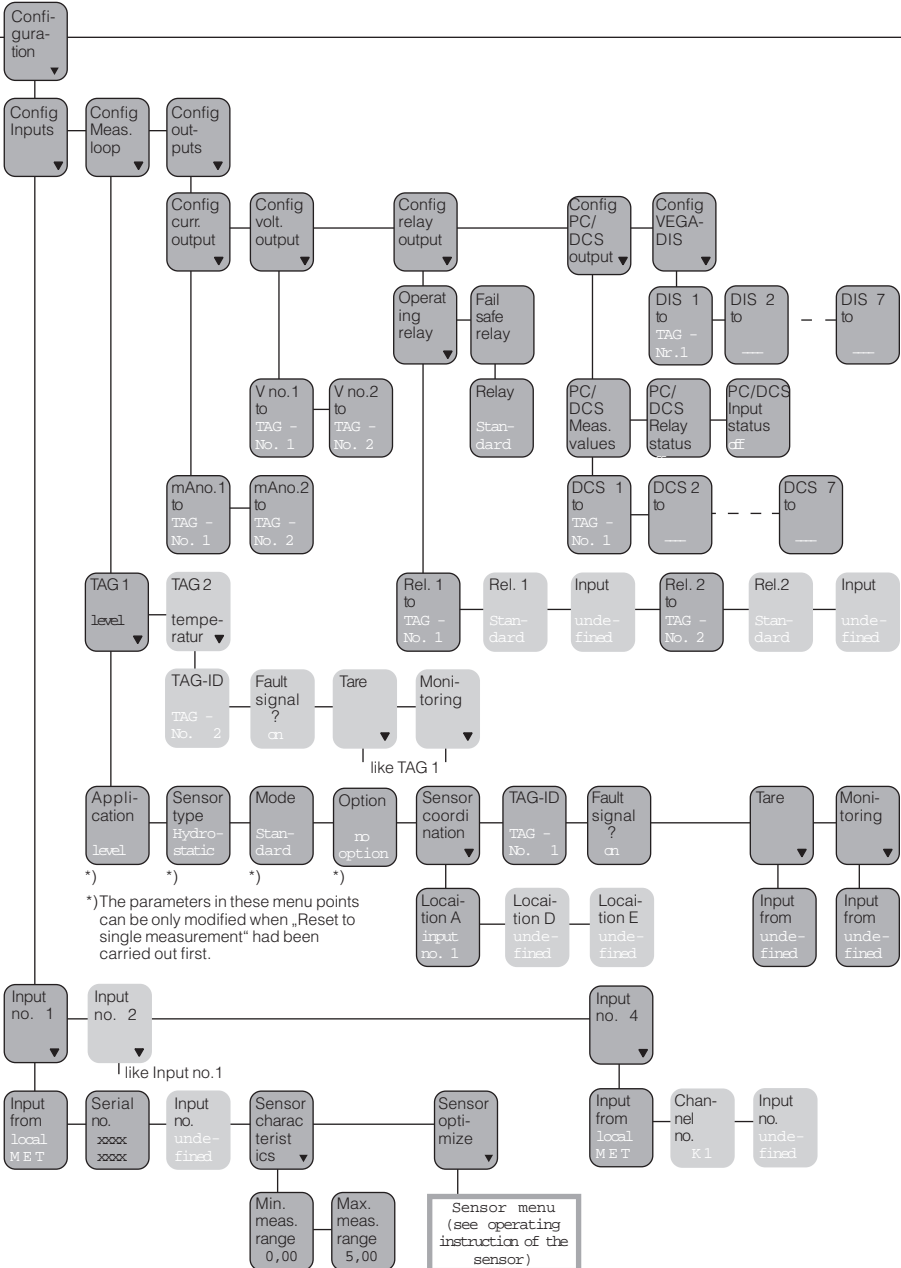 Confi-
gura-
tion
Config
Inputs
Config
Meas.
loop
Config
out-
puts
Config
curr.
output
Config
volt.
output
Config
relay
output
Config
PC/
DCS
output
Config
VEGA-
DIS
Operat
ing
relay
Fail
safe
relay
DIS 1
to
TAG -
Nr.1
DIS 2
to
----
DIS 7
to
----
V no.1
to
TAG -
No. 1
V no.2
to
TAG -
No. 2
Relay
Stan-
dard
PC/
DCS
Meas.
values
PC/
DCS
Relay
status
PC/DCS
Input
status
off
mAno.1
to
TAG -
No. 1
mAno.2
to
TAG -
No. 2
DCS 1
to
TAG -
No. 1
DCS 2
to
----
DCS 7
to
----
TAG 1
level
TAG 2
tempe-
ratur
Rel. 1
to
TAG -
No. 1
Rel. 1
Stan-
dard
Input
unde-
fined
Rel. 2
to
TAG -
No. 2
Rel.2
Stan-
dard
Input
unde-
fined
TAG-ID
TAG -
No. 2
Fault
signal
?
on
Tare
Moni-
toring
like TAG 1
Appli-
cation
level
Sensor
type
Hydro-
static
Mode
Stan-
dard
Option
no
option
Sensor
coordi
nation
TAG-ID
TAG -
No. 1
Fault
signal
?
on
Tare
Moni-
toring
*)
*)
*)
*)
*)The parameters in these menu points
can be only modified when „Reset to
single measurement“ had been
carried out first.
Locai-
tion A
input
no. 1
Locai-
tion D
unde-
fined
Locai-
tion E
unde-
fined
Input
from
unde-
fined
Input
from
unde-
fined
Input
no. 1
Input
no. 2
Input
no. 4
like Input no.1
Input
from
local
MET
Serial
no.
xxxx
xxxx
Input
no.
unde-
fined
Sensor
charac
terist
ics
Sensor
opti-
mize
Input
from
local
MET
Chan-
nel
no.
K1
Input
no.
unde-
fined
Min.
meas.
range
0,00
Max.
meas.
range
5,00
Sensor menu
(see operating
instruction of the
sensor)